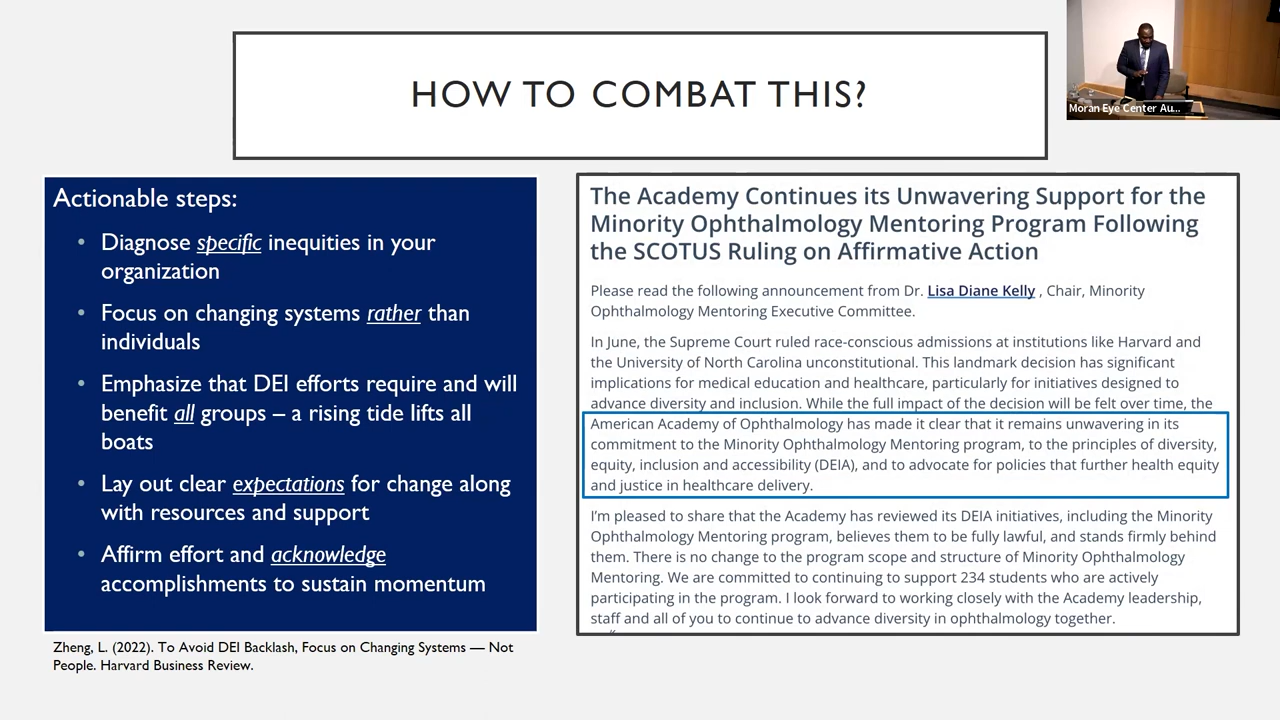 HOW TO COMBAT THIS?
Moran Eye Center Au...
Actionable steps:
• Diagnose specific inequities in your
organization
• Focus on changing systems rather than
individuals
• Emphasize that DEI efforts require and will
benefit all groups – a rising tide lifts all
boats
• Lay out clear expectations for change along
with resources and support
• Affirm effort and acknowledge
accomplishments to sustain momentum
Zheng, L. (2022). To Avoid DEI Backlash, Focus on Changing Systems — Not
People. Harvard Business Review.
The Academy Continues its Unwavering Support for the
Minority Ophthalmology Mentoring Program Following
the SCOTUS Ruling on Affirmative Action
Please read the following announcement from Dr. Lisa Diane Kelly , Chair, Minority
Ophthalmology Mentoring Executive Committee.
In June, the Supreme Court ruled race-conscious admissions at institutions like Harvard and
the University of North Carolina unconstitutional. This landmark decision has significant
implications for medical education and healthcare, particularly for initiatives designed to
advance diversity and inclusion. While the full impact of the decision will be felt over time, the
American Academy of Ophthalmology has made it clear that it remains unwavering in its
commitment to the Minority Ophthalmology Mentoring program, to the principles of diversity,
equity, inclusion and accessibility (DEIA), and to advocate for policies that further health equity
and justice in healthcare delivery.
I'm pleased to share that the Academy has reviewed its DEIA initiatives, including the Minority
Ophthalmology Mentoring program, believes them to be fully lawful, and stands firmly behind
them. There is no change to the program scope and structure of Minority Ophthalmology
Mentoring. We are committed to continuing to support 234 students who are actively
participating in the program. I look forward to working closely with the Academy leadership,
staff and all of you to continue to advance diversity in ophthalmology together.